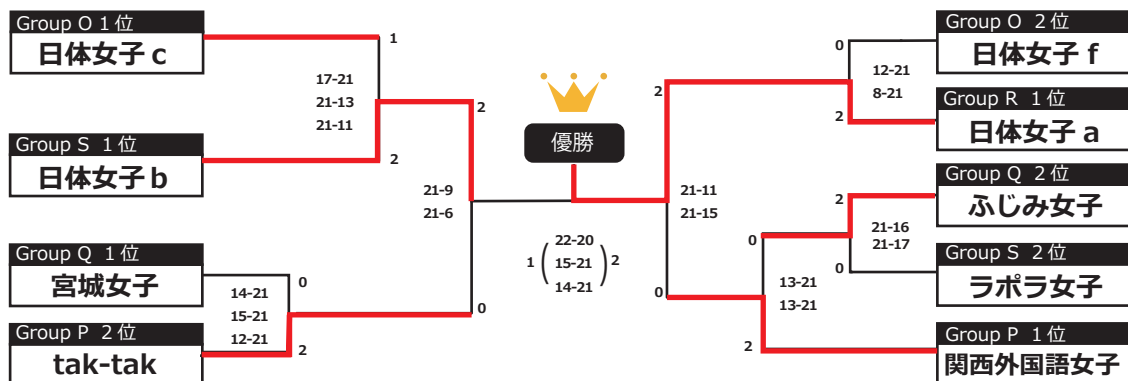 Group O 1位
日体女子 c
1
17-21
21-13
21-11
2
Group S 1位
日体女子 b
2
21-9
21-6
Group Q 1位
宮城女子
0
14-21
15-21
12-21
Group P 2位
tak-tak
2
0
優勝
1
22-20
15-21
14-21
2
Group O 2位
日体女子 f
0
12-21
8-21
2
Group R 1位
日体女子 a
2
21-11
21-15
Group Q 2位
ふじみ女子
2
21-16
21-17
0
Group S 2位
ラポラ女子
0
13-21
13-21
0
2
Group P 1位
関西外国語女子